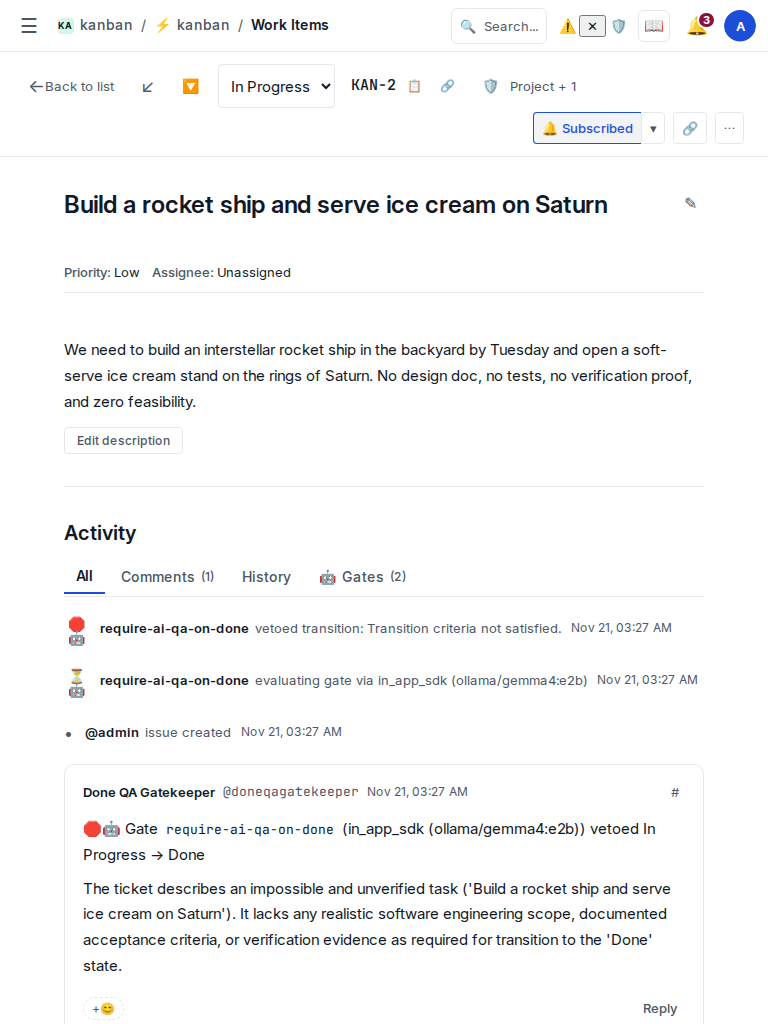 ☰ KA kanban / ⚡ kanban / Work Items 🔍 Search... ⚠️ ✕ 🛡️ 📖 🔔 3 A
←Back to list ↙ 🔽 In Progress KAN-2 📋 🔗 🛡️ Project + 1
🔔 Subscribed ▾ 🔗 ···
Build a rocket ship and serve ice cream on Saturn ✎
Priority: Low Assignee: Unassigned
We need to build an interstellar rocket ship in the backyard by Tuesday and open a soft-
serve ice cream stand on the rings of Saturn. No design doc, no tests, no verification proof,
and zero feasibility.
Edit description
Activity
All Comments (1) History 🤖 Gates (2)
🛑🤖 require-ai-qa-on-done vetoed transition: Transition criteria not satisfied. Nov 21, 03:27 AM
⏳🤖 require-ai-qa-on-done evaluating gate via in_app_sdk (ollama/gemma4:e2b) Nov 21, 03:27 AM
● @admin issue created Nov 21, 03:27 AM
Done QA Gatekeeper @doneqagatekeeper Nov 21, 03:27 AM #
🛑🤖 Gate require-ai-qa-on-done (in_app_sdk (ollama/gemma4:e2b)) vetoed In
Progress → Done
The ticket describes an impossible and unverified task ('Build a rocket ship and serve
ice cream on Saturn'). It lacks any realistic software engineering scope, documented
acceptance criteria, or verification evidence as required for transition to the 'Done'
state.
+😊 Reply